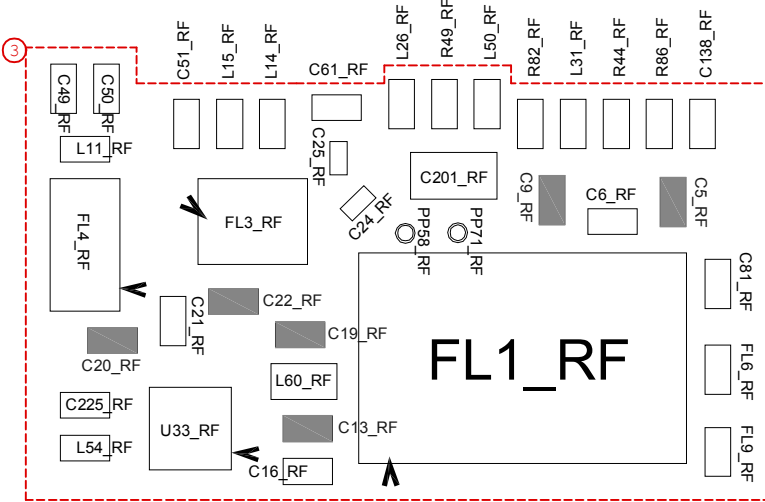 3
C51_RF
L15_RF
L14_RF
C61_RF
L26_RF
R49_RF
L50_RF
R82_RF
L31_RF
R44_RF
R86_RF
C138_RF
C49_RF
C50_RF
L11_RF
C25_RF
C24_RF
C201_RF
C9_RF
C6_RF
C5_RF
FL4_RF
FL3_RF
PP58_RF
PP71_RF
C81_RF
C22_RF
C21_RF
C19_RF
C20_RF
FL1_RF
FL6_RF
L60_RF
C225_RF
U33_RF
C13_RF
L54_RF
C16_RF
FL9_RF